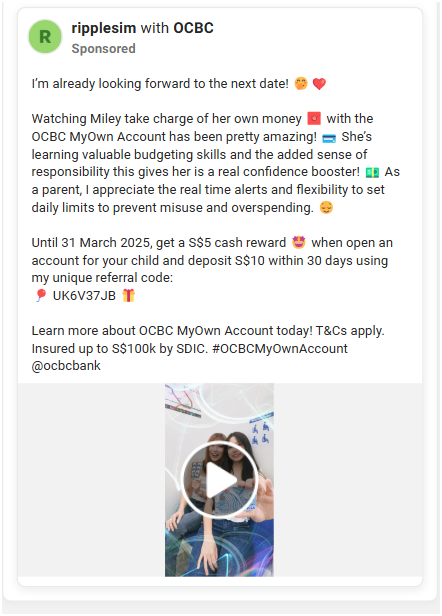 R
ripplesim with OCBC
Sponsored
I'm already looking forward to the next date! 🤭 ❤️
Watching Miley take charge of her own money 🧧 with the
OCBC MyOwn Account has been pretty amazing! 💳 She's
learning valuable budgeting skills and the added sense of
responsibility this gives her is a real confidence booster! 💵 As
a parent, I appreciate the real time alerts and flexibility to set
daily limits to prevent misuse and overspending. 😌
Until 31 March 2025, get a S$5 cash reward 🤩 when open an
account for your child and deposit S$10 within 30 days using
my unique referral code:
🎈 UK6V37JB 🎁
Learn more about OCBC MyOwn Account today! T&Cs apply.
Insured up to S$100k by SDIC. #OCBCMyOwnAccount
@ocbcbank